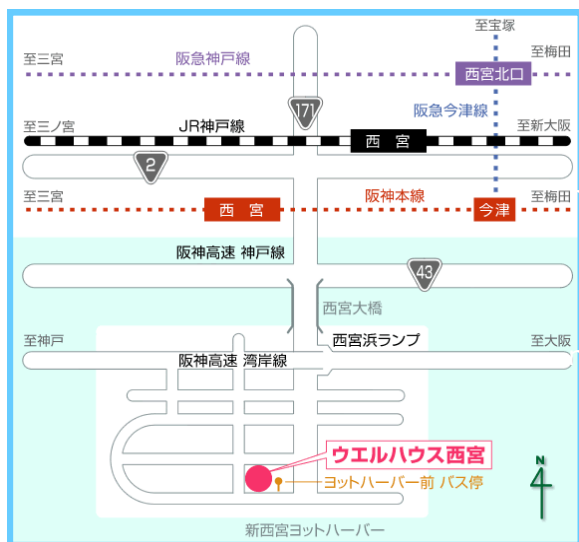 至宝塚
至三宮
阪急神戸線
至梅田
西宮北口
171
阪急今津線
至三ノ宮
JR神戸線
至新大阪
西 宮
2
至三宮
阪神本線
至梅田
西 宮
今津
阪神高速 神戸線
43
西宮大橋
至神戸
西宮浜ランプ
至大阪
阪神高速 湾岸線
ウエルハウス西宮
N
ヨットハーバー前 バス停
新西宮ヨットハーバー